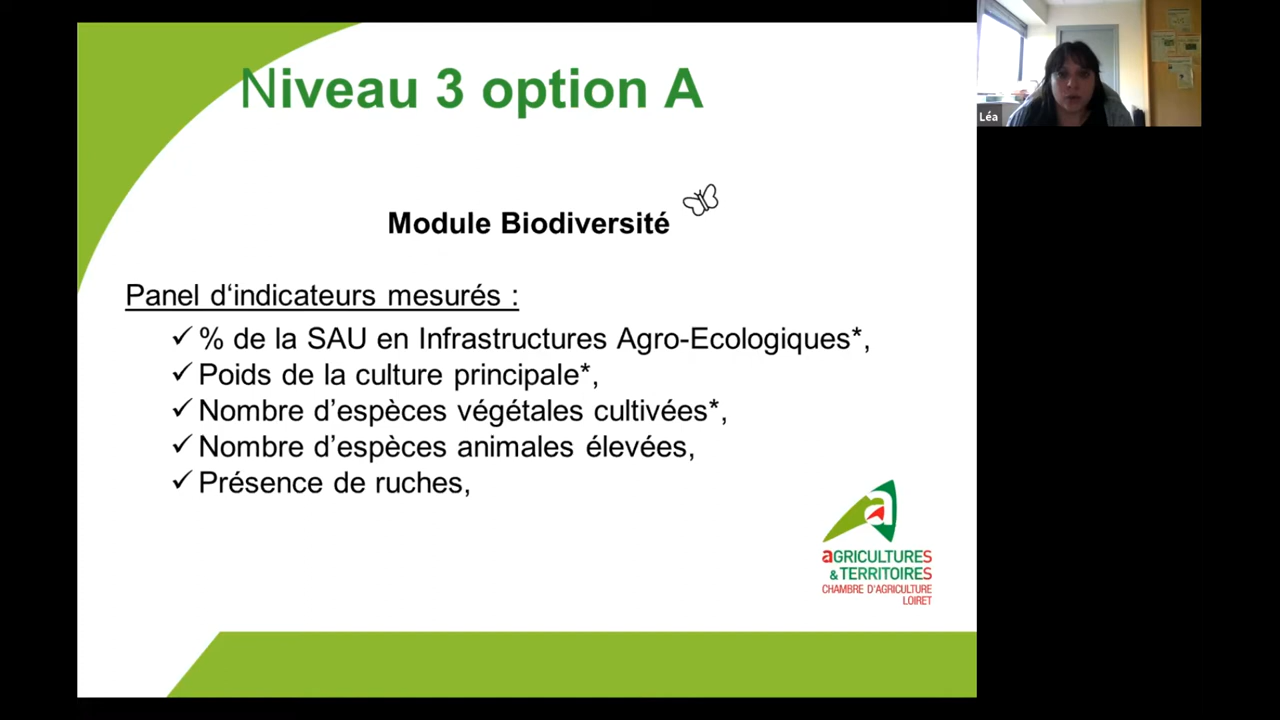 Niveau 3 option A
Léa
Module Biodiversité
Panel d‘indicateurs mesurés :
✓ % de la SAU en Infrastructures Agro-Ecologiques*,
✓ Poids de la culture principale*,
✓ Nombre d’espèces végétales cultivées*,
✓ Nombre d’espèces animales élevées,
✓ Présence de ruches,
a
aGRICULTURES
& TERRITOIRES
CHAMBRE D'AGRICULTURE
LOIRET